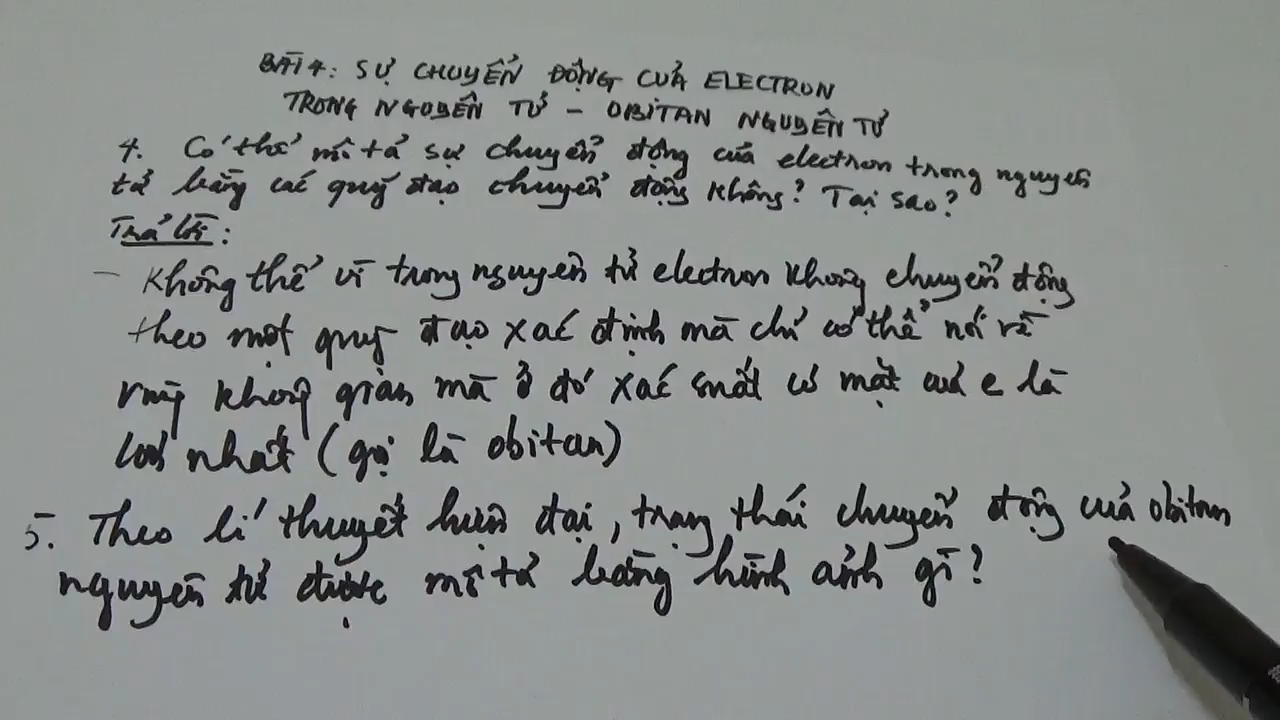 BÀI 4: SỰ CHUYỂN ĐỘNG CỦA ELECTRON
TRONG NGUYÊN TỬ - OBITAN NGUYÊN TỬ
4. Có thể mô tả sự chuyển động của electron trong nguyên
tử bằng các quỹ đạo chuyển động không? Tại sao?
Trả lời:
- Không thể vì trong nguyên tử electron không chuyển động
theo một quỹ đạo xác định mà chỉ có thể nói về
vùng không gian mà ở đó xác suất có mặt của e là
lớn nhất (gọi là obitan)
5. Theo lí thuyết hiện đại, trạng thái chuyển động của obitan
nguyên tử được mô tả bằng hình ảnh gì?